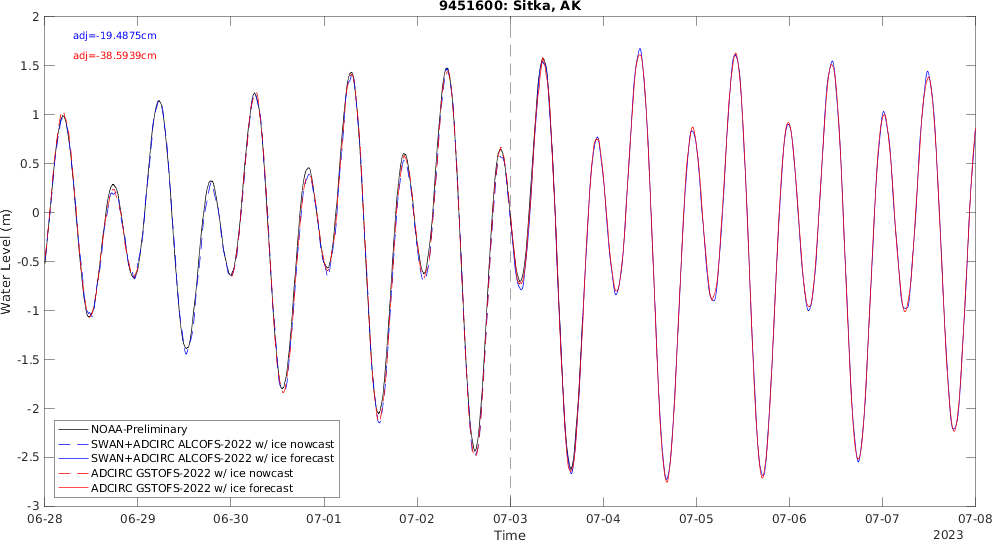 9451600: Sitka, AK
adj=-19.4875cm
adj=-38.5939cm
Water Level (m)
2
1.5
1
0.5
0
-0.5
-1
-1.5
-2
-2.5
-3
NOAA-Preliminary
SWAN+ADCIRC ALCOFS-2022 w/ ice nowcast
SWAN+ADCIRC ALCOFS-2022 w/ ice forecast
ADCIRC GSTOFS-2022 w/ ice nowcast
ADCIRC GSTOFS-2022 w/ ice forecast
06-28 06-29 06-30 07-01 07-02 07-03 07-04 07-05 07-06 07-07 07-08
Time
2023